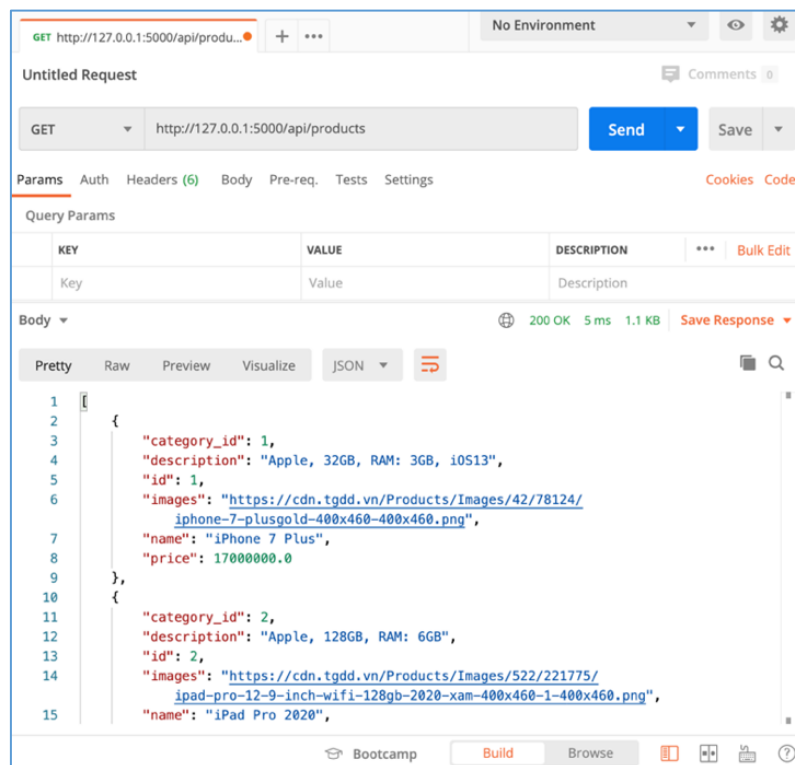 GET http://127.0.0.1:5000/api/produ...
No Environment
Untitled Request
Comments 0
GET http://127.0.0.1:5000/api/products
Send
Save
Params Auth Headers (6) Body Pre-req. Tests Settings
Cookies Code
Query Params
KEY VALUE DESCRIPTION ••• Bulk Edit
Key Value Description
Body 200 OK 5 ms 1.1 KB Save Response
Pretty Raw Preview Visualize JSON
1 [
2 {
3 "category_id": 1,
4 "description": "Apple, 32GB, RAM: 3GB, iOS13",
5 "id": 1,
6 "images": "https://cdn.tgdd.vn/Products/Images/42/78124/
iphone-7-plusgold-400x460-400x460.png",
7 "name": "iPhone 7 Plus",
8 "price": 17000000.0
9 },
10 {
11 "category_id": 2,
12 "description": "Apple, 128GB, RAM: 6GB",
13 "id": 2,
14 "images": "https://cdn.tgdd.vn/Products/Images/522/221775/
ipad-pro-12-9-inch-wifi-128gb-2020-xam-400x460-1-400x460.png",
15 "name": "iPad Pro 2020",
Bootcamp Build Browse